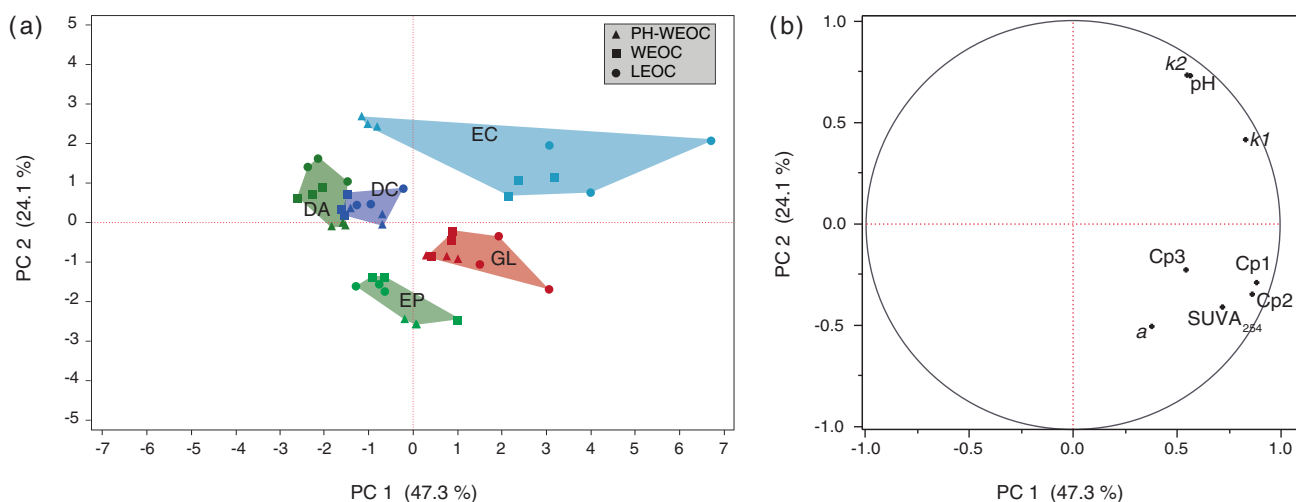 (a)
5
4
3
2
1
0
-1
-2
-3
-4
-5
PC 2 (24.1 %)
PH-WEOC
WEOC
LEOC
EC
DC
DA
GL
EP
-7 -6 -5 -4 -3 -2 -1 0 1 2 3 4 5 6 7
PC 1 (47.3 %)
(b)
1.0
0.5
0.0
-0.5
-1.0
PC 2 (24.1 %)
k2
pH
k1
Cp3
Cp1
Cp2
SUVA254
a
-1.0 -0.5 0.0 0.5 1.0
PC 1 (47.3 %)